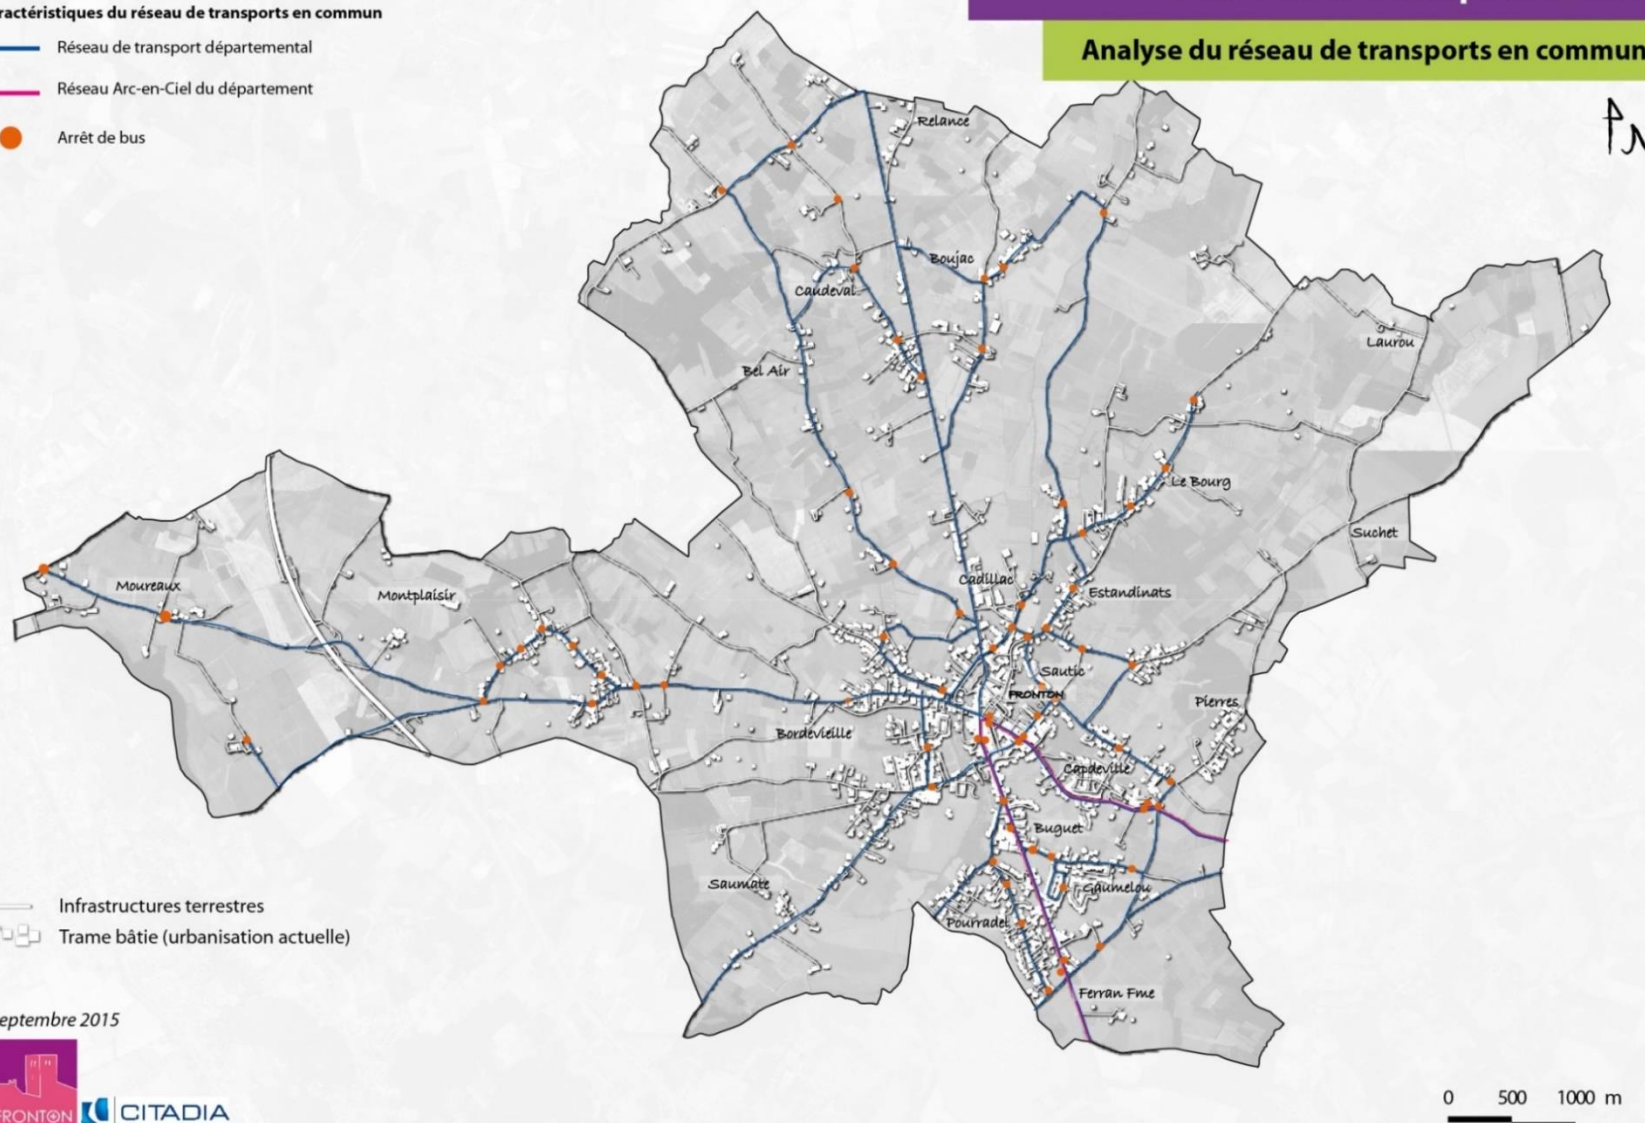 ractéristiques du réseau de transports en commun
Réseau de transport départemental
Réseau Arc-en-Ciel du département
Arrêt de bus
Analyse du réseau de transports en commun
N
Relance
Boujac
Caudeval
Laurou
Bel Air
Le Bourg
Suchet
Moureaux
Montplaisir
Cadillac
Estandinats
Sautic
FRONTON
Pierres
Bordevieille
Capdeville
Buguet
Saumate
Gaumelou
Pourradel
Ferran Fme
Infrastructures terrestres
Trame bâtie (urbanisation actuelle)
eptembre 2015
FRONTON
CITADIA
0 500 1000 m